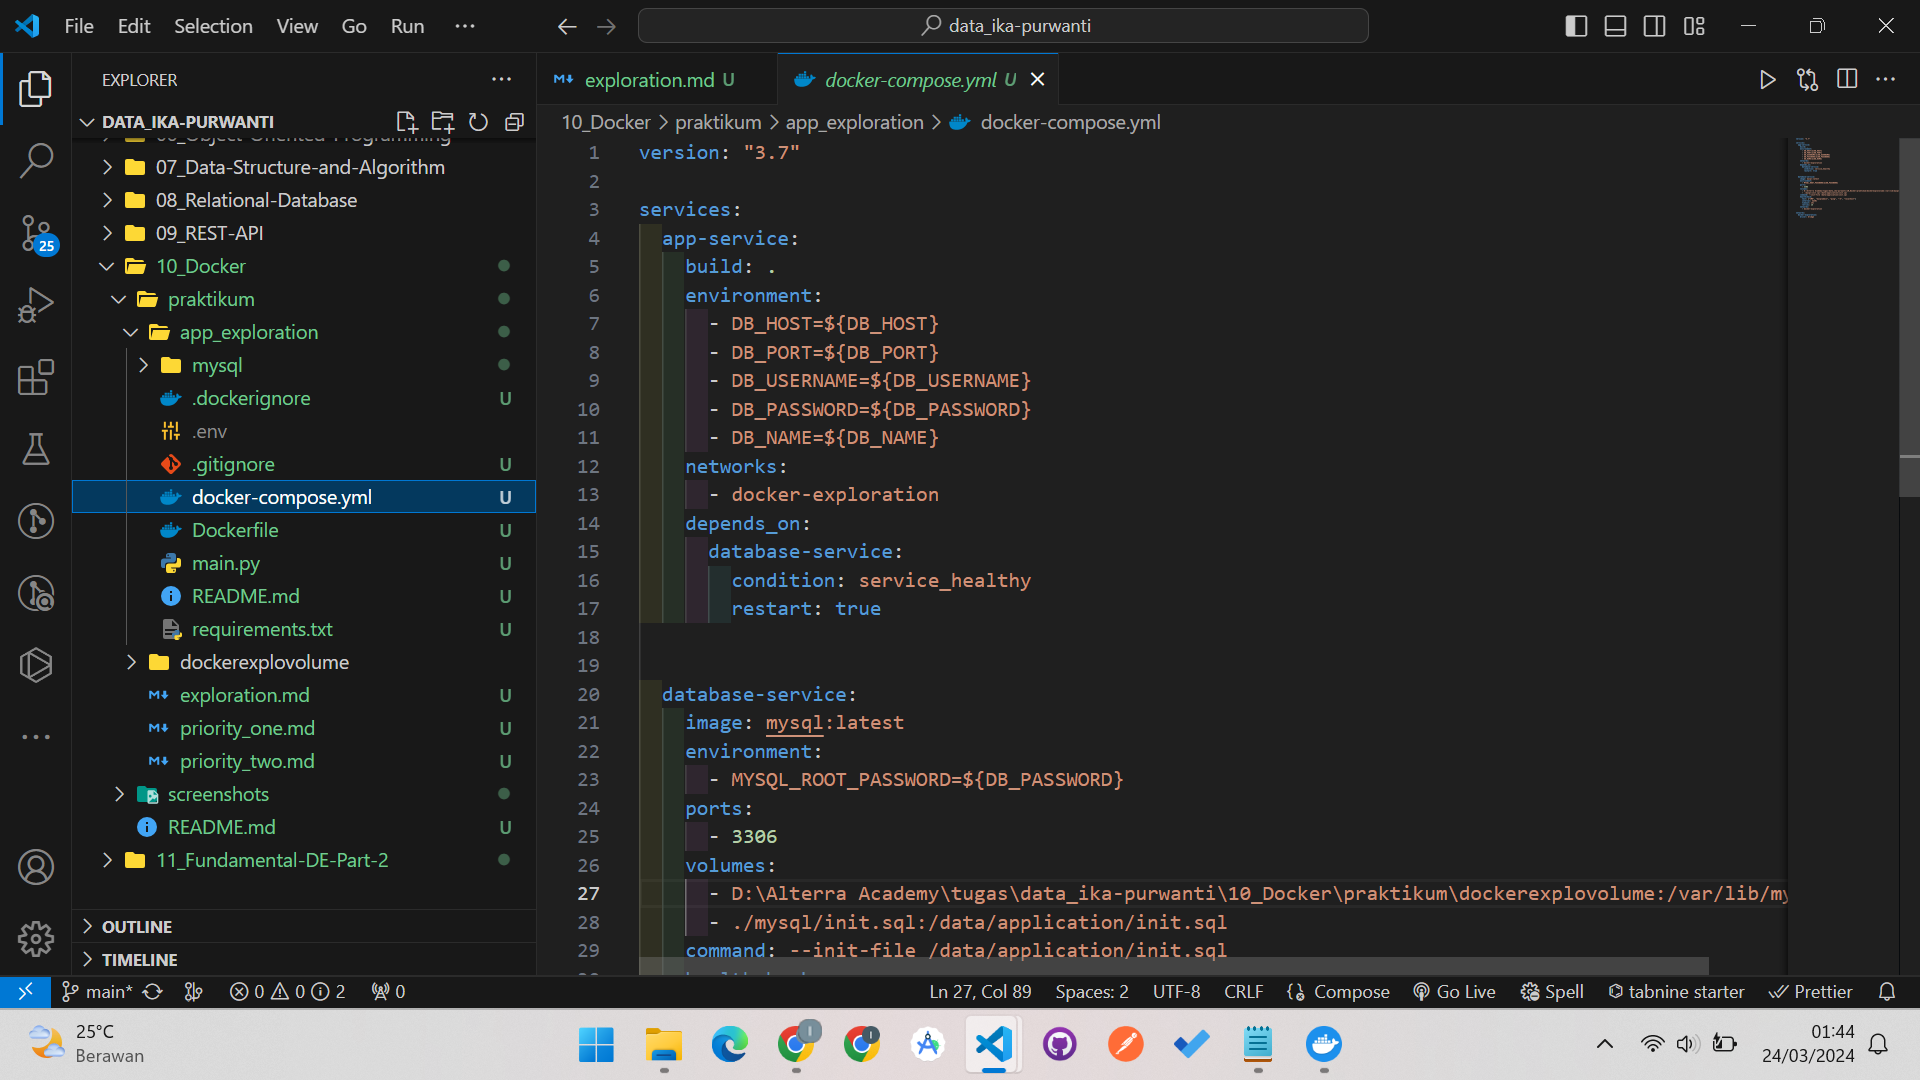 File Edit Selection View Go Run ···
data_ika-purwanti
EXPLORER
DATA_IKA-PURWANTI
07_Data-Structure-and-Algorithm
08_Relational-Database
09_REST-API
10_Docker
praktikum
app_exploration
mysql
.dockerignore U
.env
.gitignore U
docker-compose.yml U
Dockerfile U
main.py U
README.md U
requirements.txt U
dockerexplovolume
exploration.md U
priority_one.md U
priority_two.md U
screenshots
README.md U
11_Fundamental-DE-Part-2
OUTLINE
TIMELINE
25
exploration.md U
docker-compose.yml U
10_Docker > praktikum > app_exploration > docker-compose.yml
1 version: "3.7"
2
3 services:
4 app-service:
5 build: .
6 environment:
7 - DB_HOST=${DB_HOST}
8 - DB_PORT=${DB_PORT}
9 - DB_USERNAME=${DB_USERNAME}
10 - DB_PASSWORD=${DB_PASSWORD}
11 - DB_NAME=${DB_NAME}
12 networks:
13 - docker-exploration
14 depends_on:
15 database-service:
16 condition: service_healthy
17 restart: true
18
19
20 database-service:
21 image: mysql:latest
22 environment:
23 - MYSQL_ROOT_PASSWORD=${DB_PASSWORD}
24 ports:
25 - 3306
26 volumes:
27 - D:\Alterra Academy\tugas\data_ika-purwanti\10_Docker\praktikum\dockerexplovolume:/var/lib/my
28 - ./mysql/init.sql:/data/application/init.sql
29 command: --init-file /data/application/init.sql
main* 0 0 2 0
Ln 27, Col 89 Spaces: 2 UTF-8 CRLF Compose Go Live Spell tabnine starter Prettier
25°C
Berawan
01:44
24/03/2024